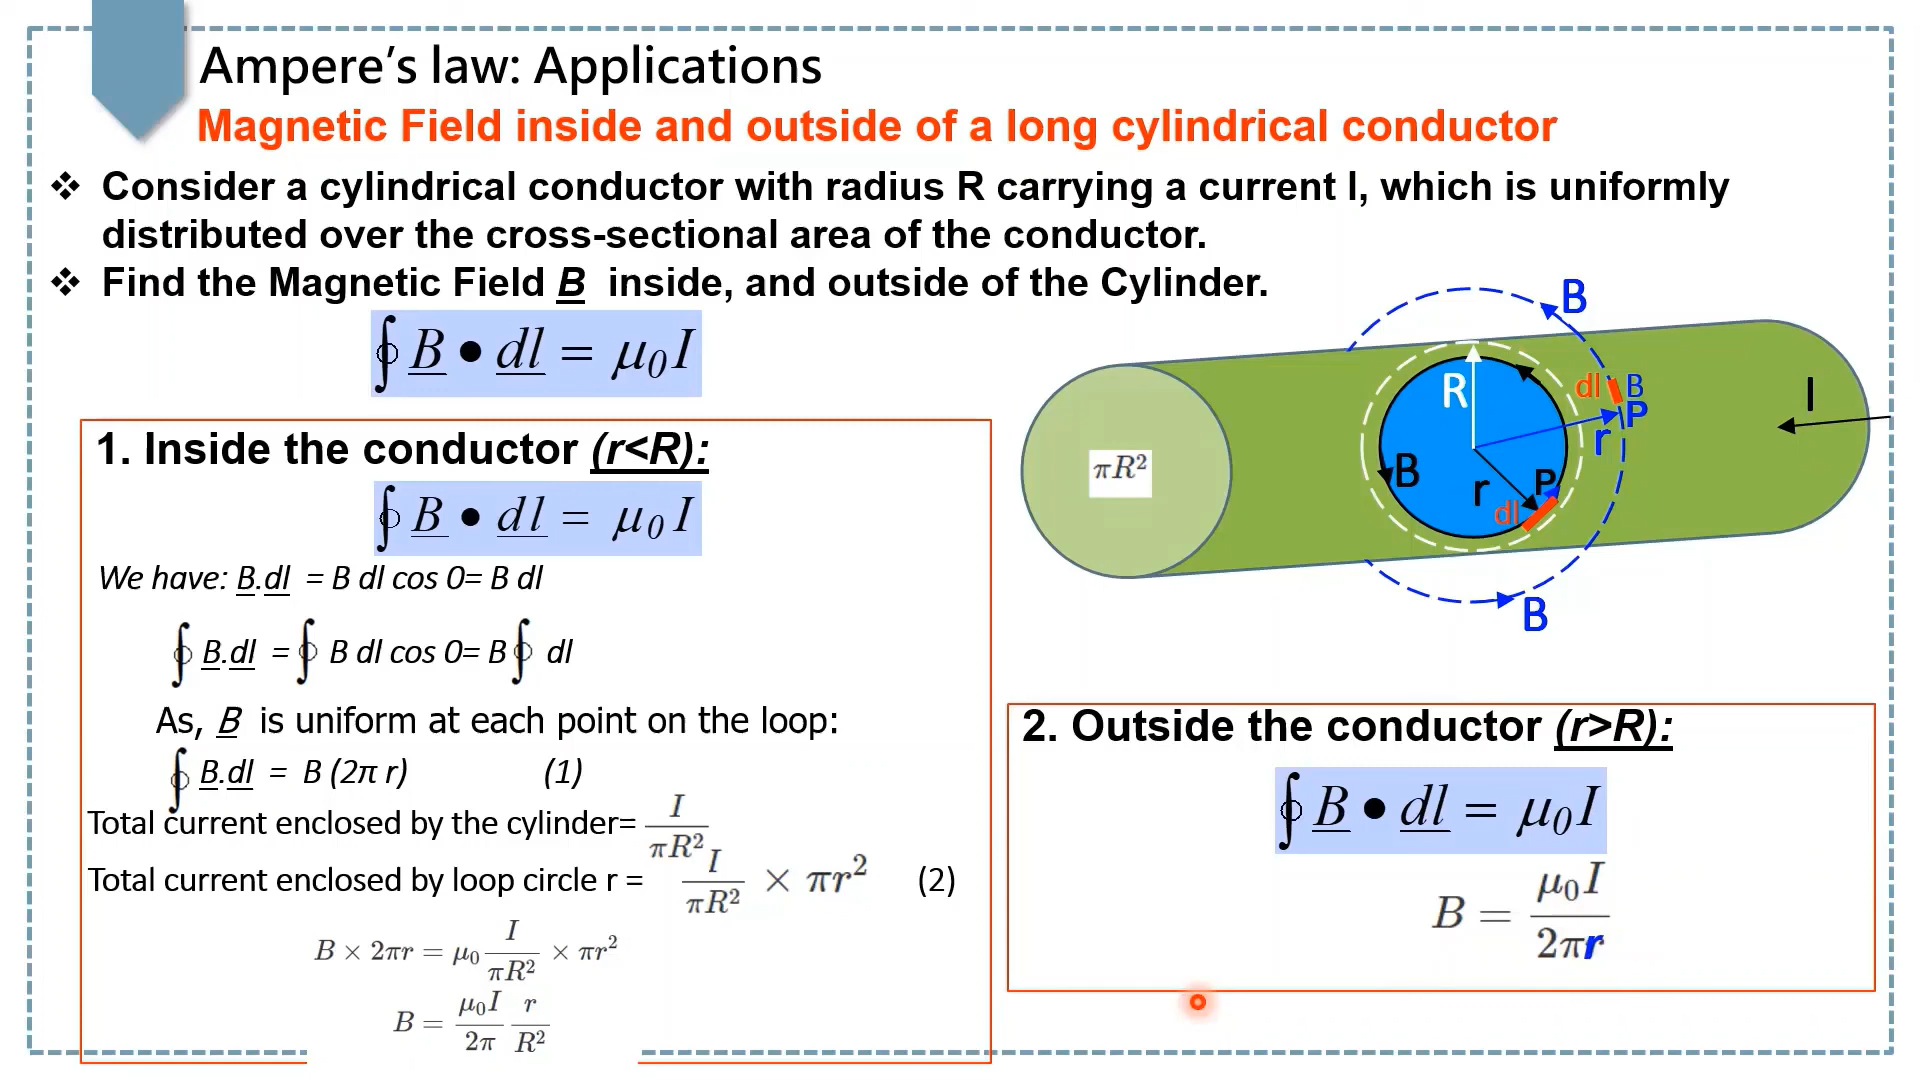 Ampere’s law: Applications
Magnetic Field inside and outside of a long cylindrical conductor
❖ Consider a cylindrical conductor with radius R carrying a current I, which is uniformly
distributed over the cross-sectional area of the conductor.
❖ Find the Magnetic Field B inside, and outside of the Cylinder.
∮ B • dl = μ₀I
1. Inside the conductor (r<R):
∮ B • dl = μ₀I
We have: B.dl = B dl cos 0= B dl
∮ B.dl = ∮ B dl cos 0= B ∮ dl
As, B is uniform at each point on the loop:
∮ B.dl = B (2π r) (1)
Total current enclosed by the cylinder= I / πR²
Total current enclosed by loop circle r = I / πR² × πr² (2)
B × 2πr = μ₀ I / πR² × πr²
B = μ₀I / 2π r / R²
πR²
B
R
dl B
P
r
I
B
r
P
dl
B
2. Outside the conductor (r>R):
∮ B • dl = μ₀I
B = μ₀I / 2πr